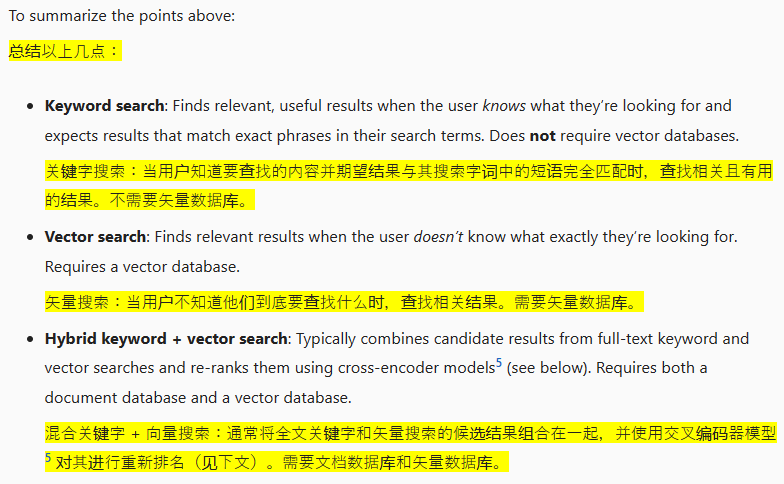 To summarize the points above:
总结以上几点：
• Keyword search: Finds relevant, useful results when the user knows what they're looking for and
expects results that match exact phrases in their search terms. Does not require vector databases.
关键字搜索：当用户知道要查找的内容并期望结果与其搜索字词中的短语完全匹配时，查找相关且有用
的结果。不需要矢量数据库。
• Vector search: Finds relevant results when the user doesn't know what exactly they're looking for.
Requires a vector database.
矢量搜索：当用户不知道他们到底要查找什么时，查找相关结果。需要矢量数据库。
• Hybrid keyword + vector search: Typically combines candidate results from full-text keyword and
vector searches and re-ranks them using cross-encoder models5 (see below). Requires both a
document database and a vector database.
混合关键字 + 向量搜索：通常将全文关键字和矢量搜索的候选结果组合在一起，并使用交叉编码器模型
5 对其进行重新排名（见下文）。需要文档数据库和矢量数据库。